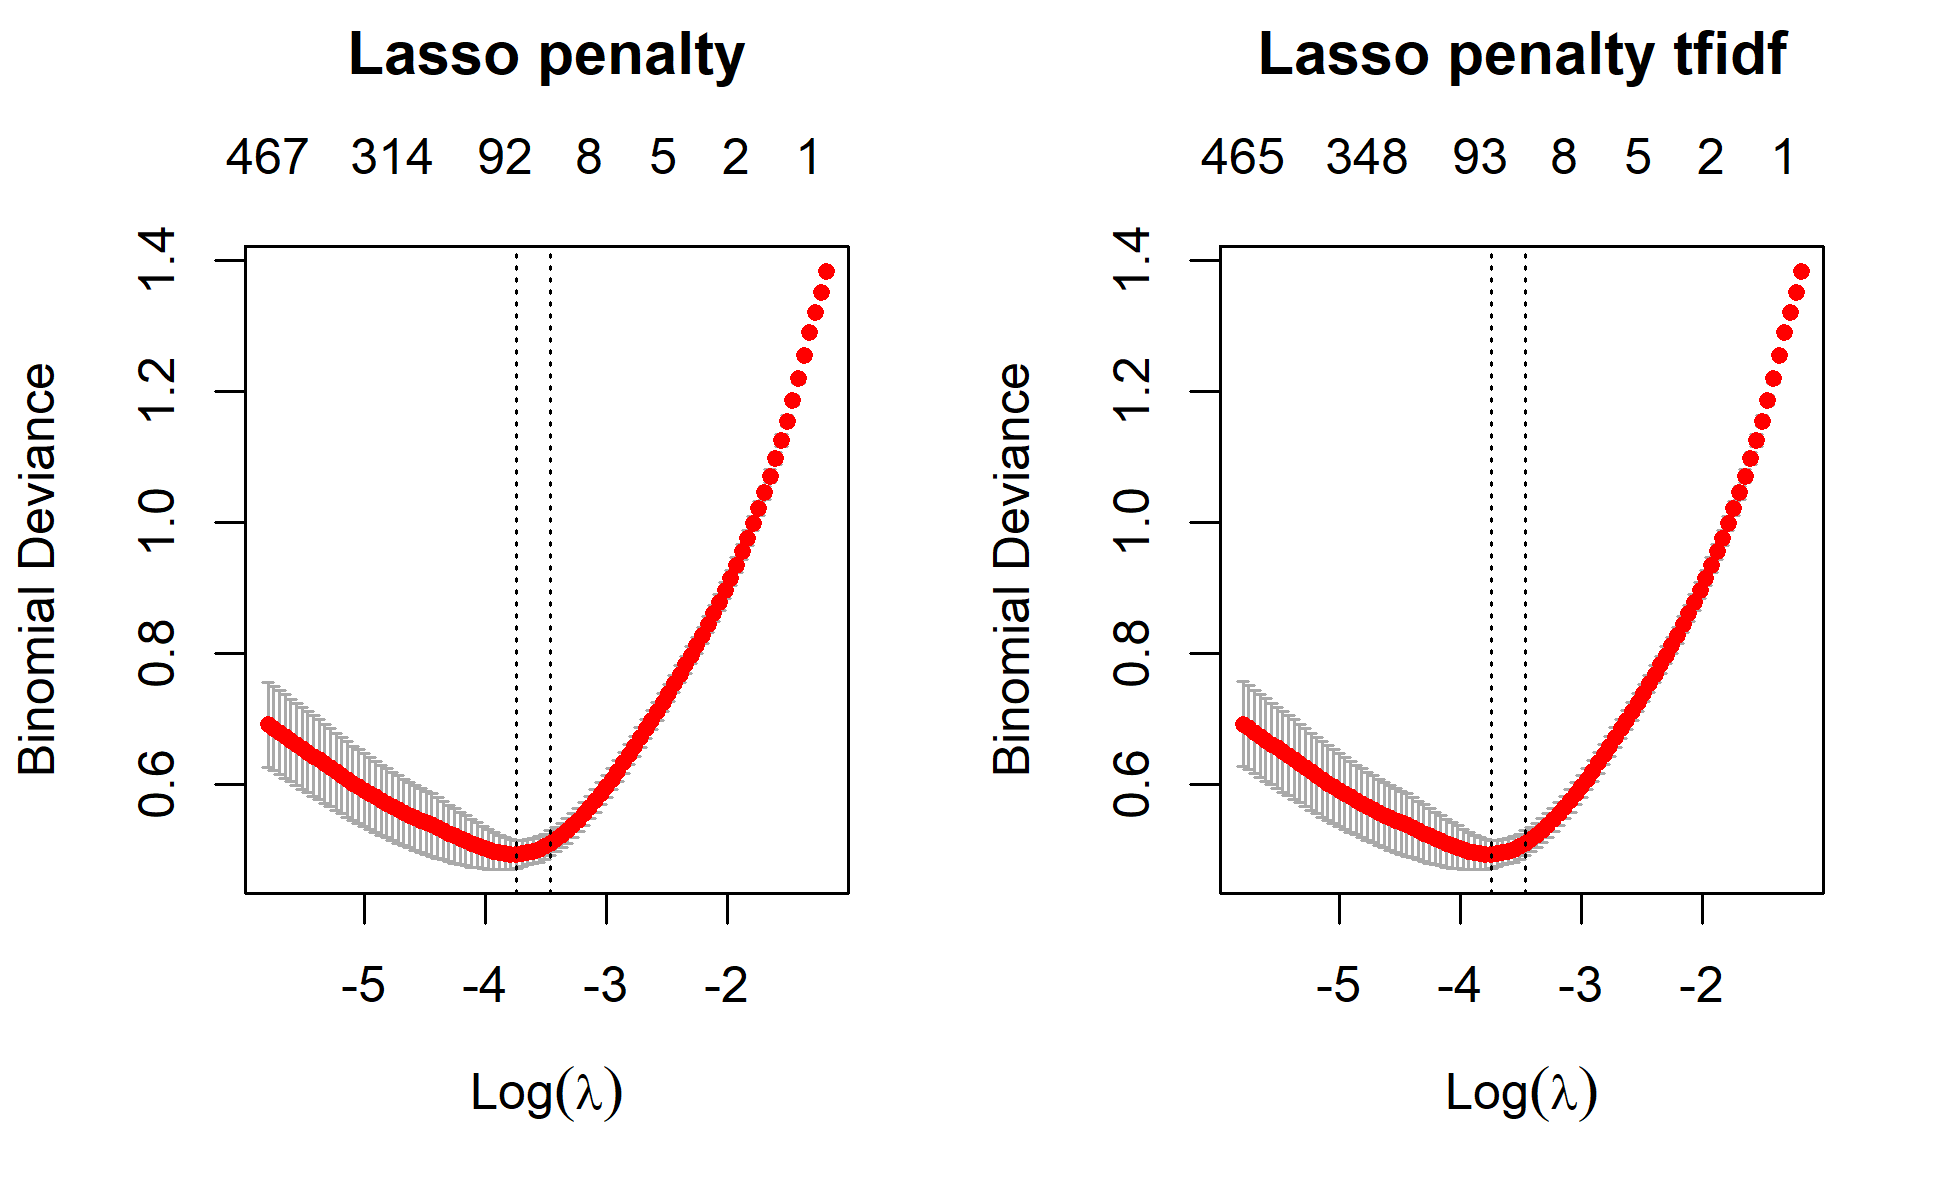 Lasso penalty
467 314 92 8 5 2 1
1.4
1.2
1.0
0.8
0.6
Binomial Deviance
-5 -4 -3 -2
Log(λ)
Lasso penalty tfidf
465 348 93 8 5 2 1
1.4
1.2
1.0
0.8
0.6
Binomial Deviance
-5 -4 -3 -2
Log(λ)